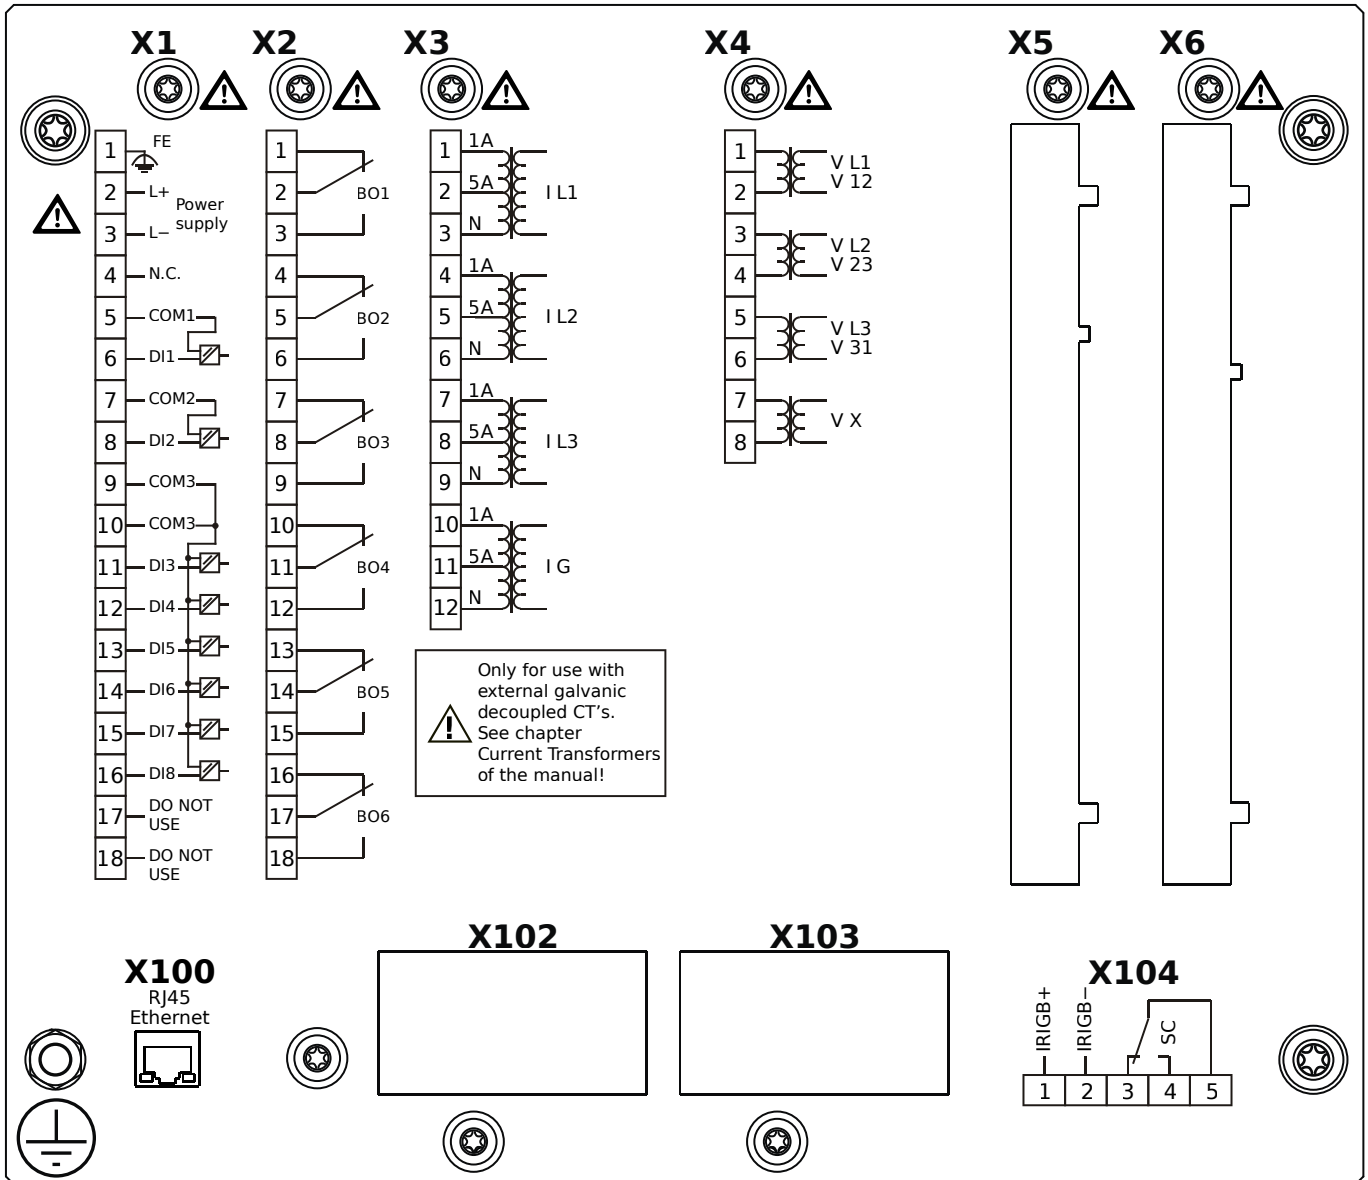 X1
X2
X3
X4
X5
X6
1
FE
2
L+
Power
supply
3
L−
4
N.C.
5
COM1
6
DI1
7
COM2
8
DI2
9
COM3
10
COM3
11
DI3
12
DI4
13
DI5
14
DI6
15
DI7
16
DI8
17
DO NOT
USE
18
DO NOT
USE
1
2
BO1
3
4
5
BO2
6
7
8
BO3
9
10
11
BO4
12
13
14
BO5
15
16
17
BO6
18
1
1A
2
5A
I L1
3
N
4
1A
5
5A
I L2
6
N
7
1A
8
5A
I L3
9
N
10
1A
11
5A
I G
12
N
Only for use with
external galvanic
decoupled CT's.
See chapter
Current Transformers
of the manual!
1
V L1
2
V 12
3
V L2
4
V 23
5
V L3
6
V 31
7
V X
8
X100
RJ45
Ethernet
X102
X103
X104
IRIGB+
IRIGB−
SC
1
2
3
4
5